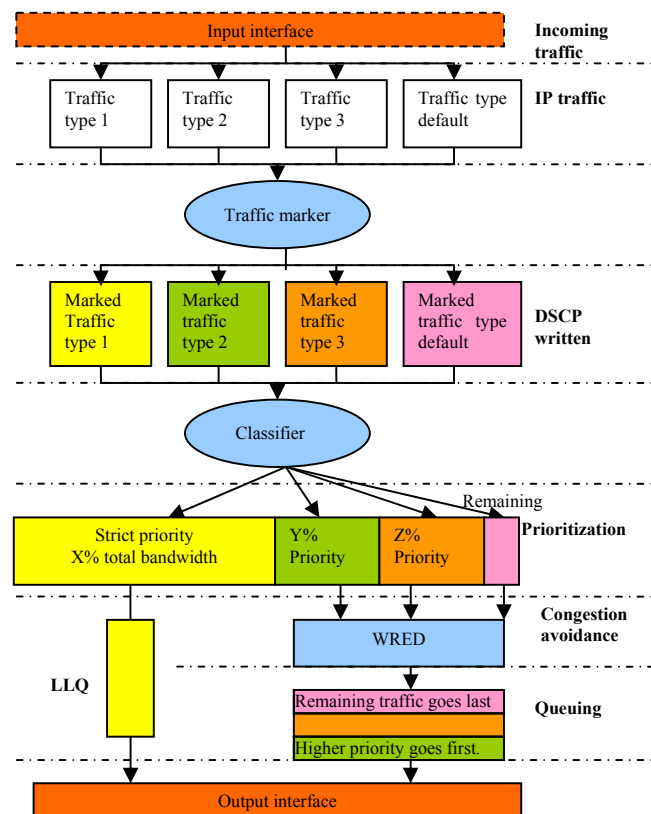 Input interface
Incoming
traffic
Traffic
type 1
Traffic
type 2
Traffic
type 3
Traffic type
default
IP traffic
Traffic marker
Marked
Traffic
type 1
Marked
traffic
type 2
Marked
traffic
type 3
Marked
traffic type
default
DSCP
written
Classifier
Remaining
Strict priority
X% total bandwidth
Y%
Priority
Z%
Priority
Prioritization
Congestion
avoidance
WRED
LLQ
Remaining traffic goes last
Higher priority goes first.
Queuing
Output interface